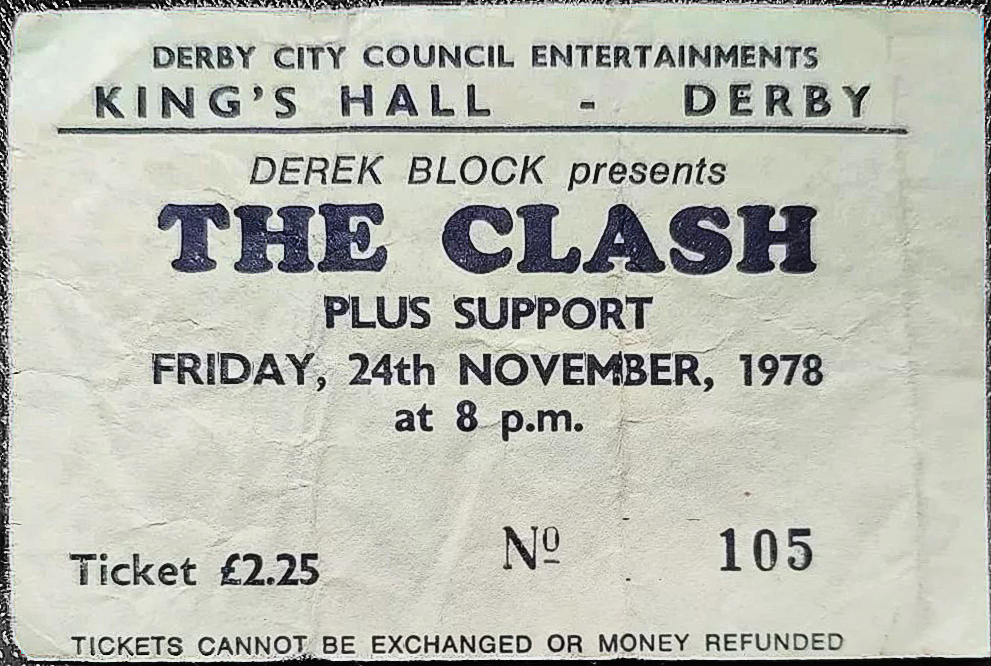 DERBY CITY COUNCIL ENTERTAINMENTS
KING'S HALL - DERBY
DEREK BLOCK presents
THE CLASH
PLUS SUPPORT
FRIDAY, 24th NOVEMBER, 1978
at 8 p.m.
Ticket £2.25 Nº 105
TICKETS CANNOT BE EXCHANGED OR MONEY REFUNDED